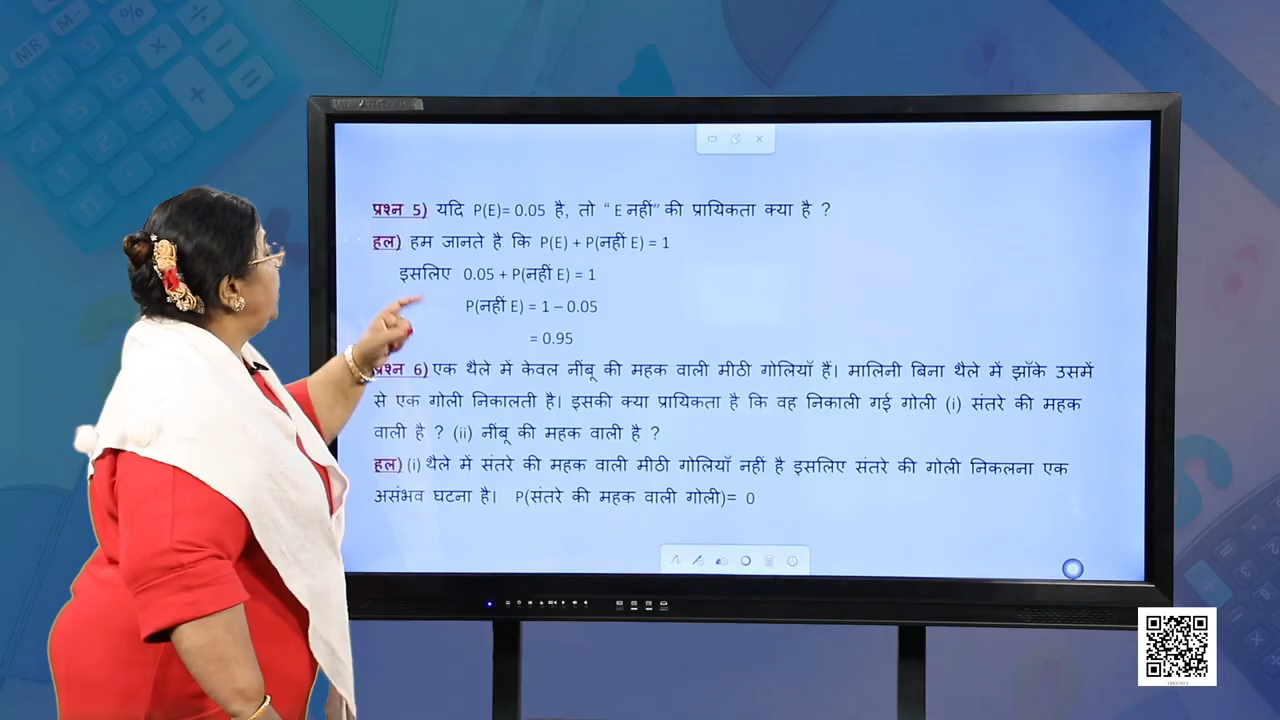 प्रश्न 5) यदि P(E)= 0.05 है, तो “ E नहीं” की प्रायिकता क्या है ?
हल) हम जानते है कि P(E) + P(नहीं E) = 1
इसलिए 0.05 + P(नहीं E) = 1
P(नहीं E) = 1 – 0.05
= 0.95
प्रश्न 6) एक थैले में केवल नींबू की महक वाली मीठी गोलियाँ हैं। मालिनी बिना थैले में झाँके उसमें
से एक गोली निकालती है। इसकी क्या प्रायिकता है कि वह निकाली गई गोली (i) संतरे की महक
वाली है ? (ii) नींबू की महक वाली है ?
हल) (i) थैले में संतरे की महक वाली मीठी गोलियाँ नहीं है इसलिए संतरे की गोली निकलना एक
असंभव घटना है। P(संतरे की महक वाली गोली)= 0
MR
M-
%